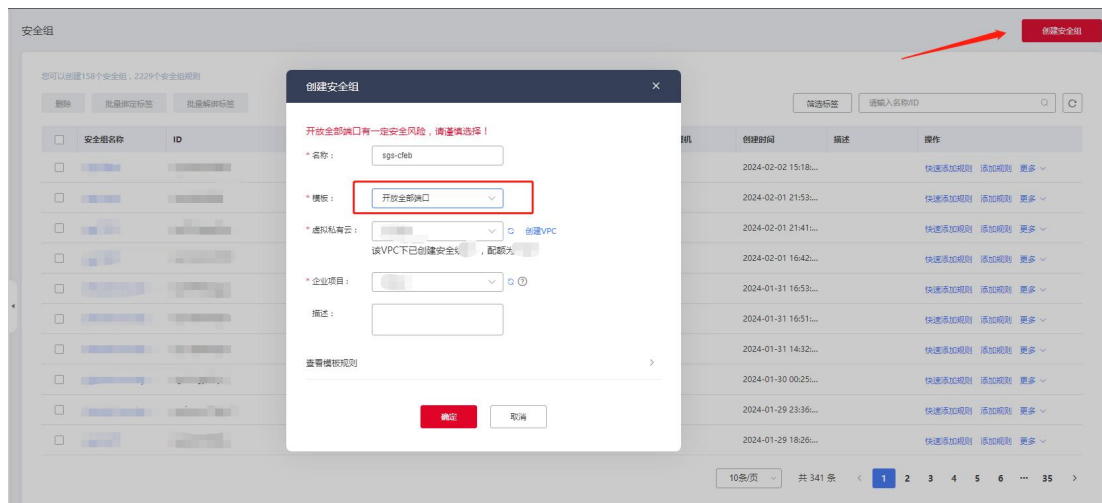 安全组
创建安全组
您可以创建158个安全组，2229个安全组规则
删除 批量绑定标签 批量解绑标签 筛选标签 请输入名称/ID
安全组名称 ID 创建时间 描述 操作
2024-02-02 15:18:... 快速添加规则 添加规则 更多
2024-02-01 21:53:... 快速添加规则 添加规则 更多
2024-02-01 21:41:... 快速添加规则 添加规则 更多
2024-02-01 16:42:... 快速添加规则 添加规则 更多
2024-01-31 16:53:... 快速添加规则 添加规则 更多
2024-01-31 16:51:... 快速添加规则 添加规则 更多
2024-01-31 14:32:... 快速添加规则 添加规则 更多
2024-01-30 00:25:... 快速添加规则 添加规则 更多
2024-01-29 23:36:... 快速添加规则 添加规则 更多
2024-01-29 18:26:... 快速添加规则 添加规则 更多
10条/页 共 341 条 < 1 2 3 4 5 6 ... 35 >
创建安全组 ×
开放全部端口有一定安全风险，请谨慎选择！
* 名称： sgs-cfeb
* 模板： 开放全部端口
* 虚拟私有云： 创建VPC
该VPC下已创建安全 ，配额为
* 企业项目：
描述：
查看模板规则
确定 取消